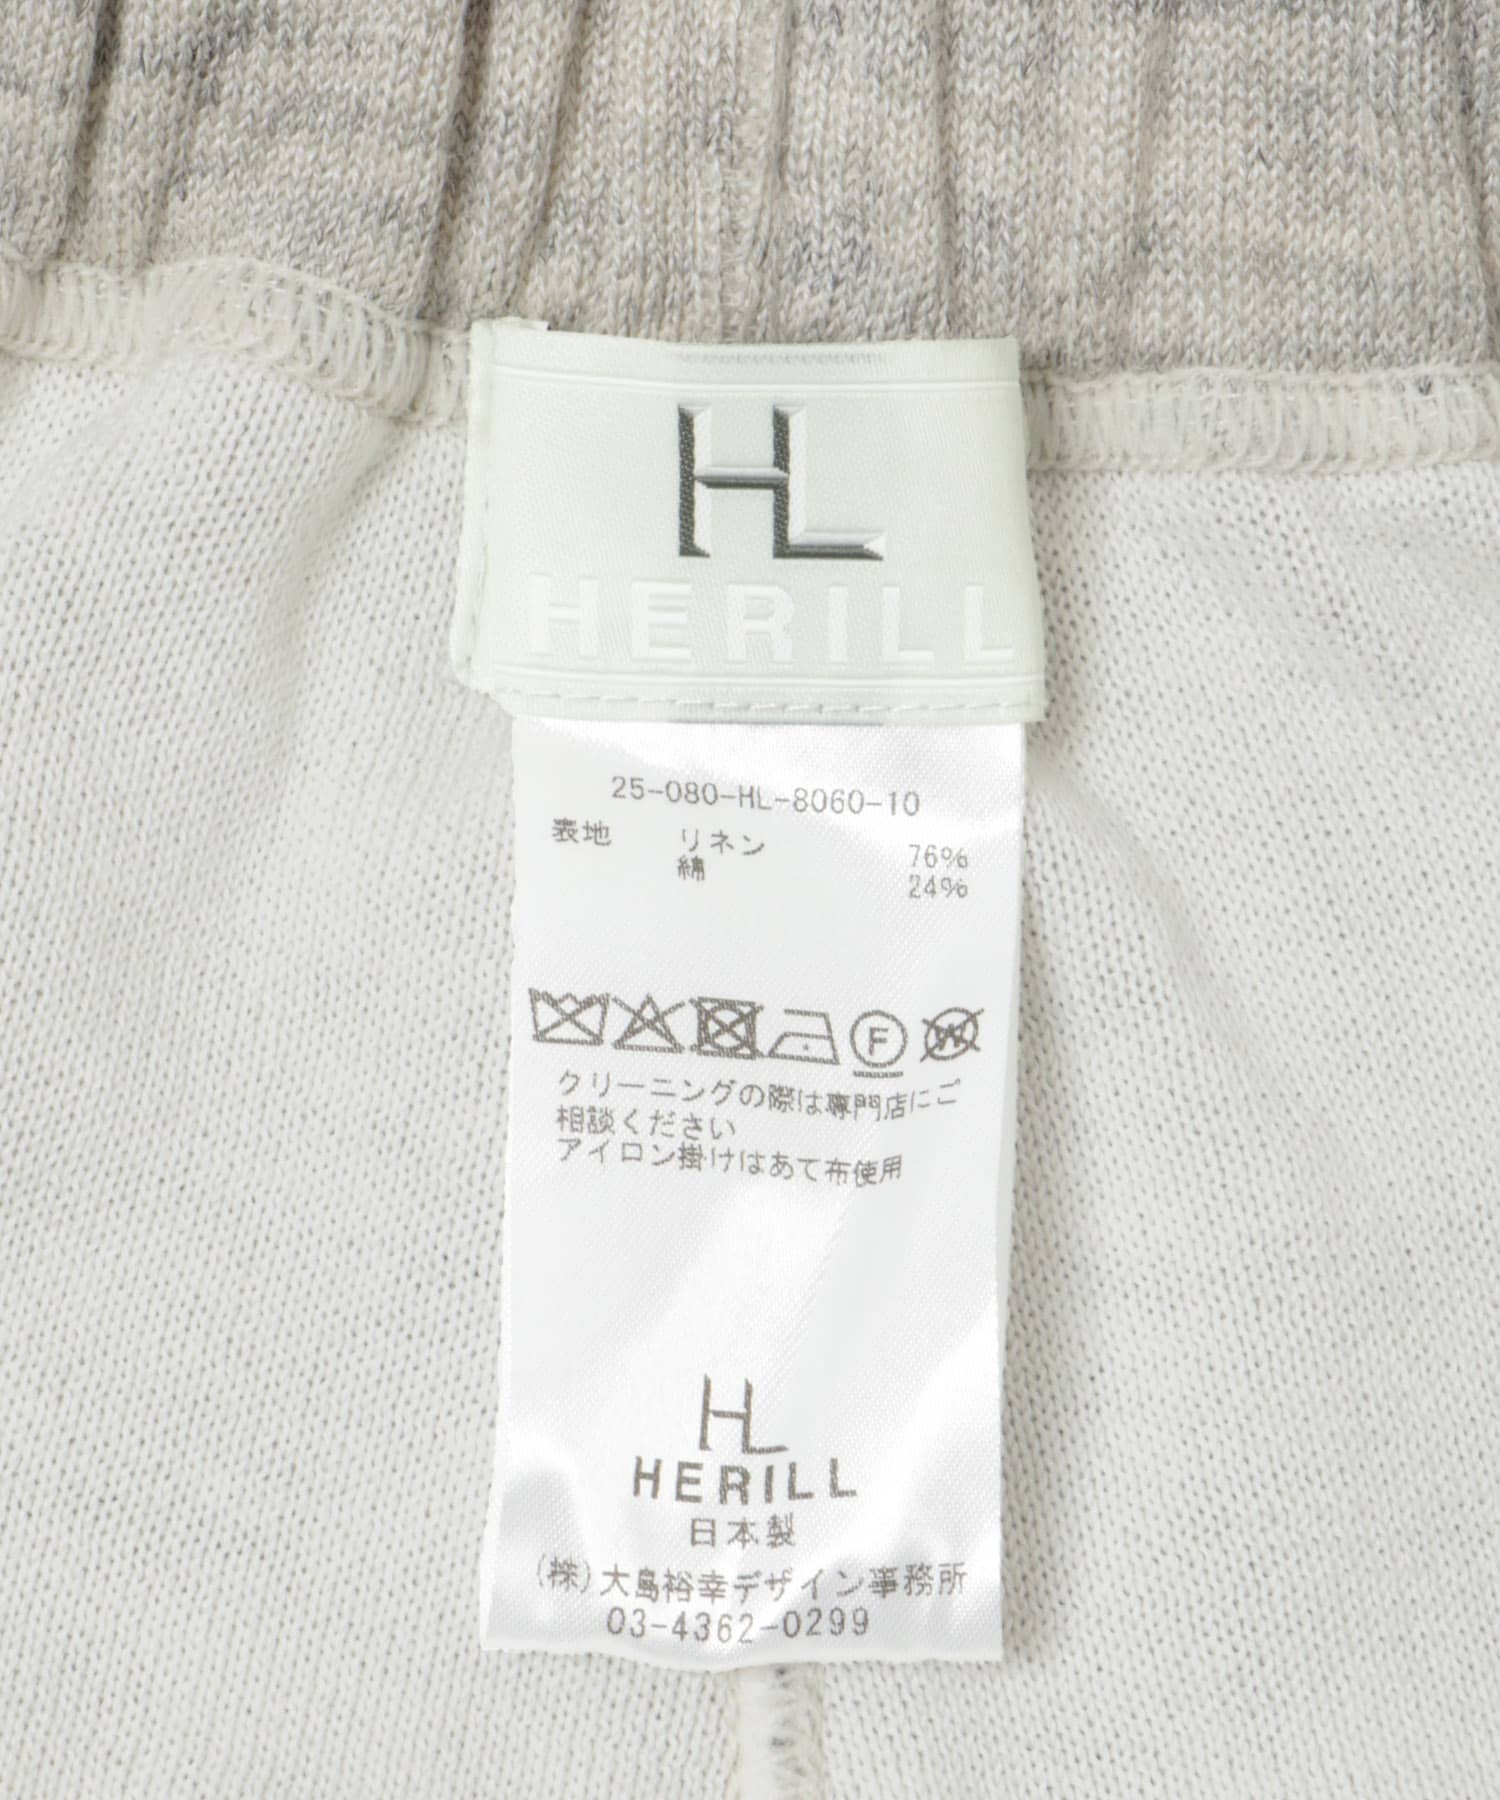 HL
HERILL
25-080-HL-8060-10
表地 リネン 76%
綿 24%
F W
クリーニングの際は専門店にご
相談ください
アイロン掛けはあて布使用
HL
HERILL
日本製
(株)大島裕幸デザイン事務所
03-4362-0299